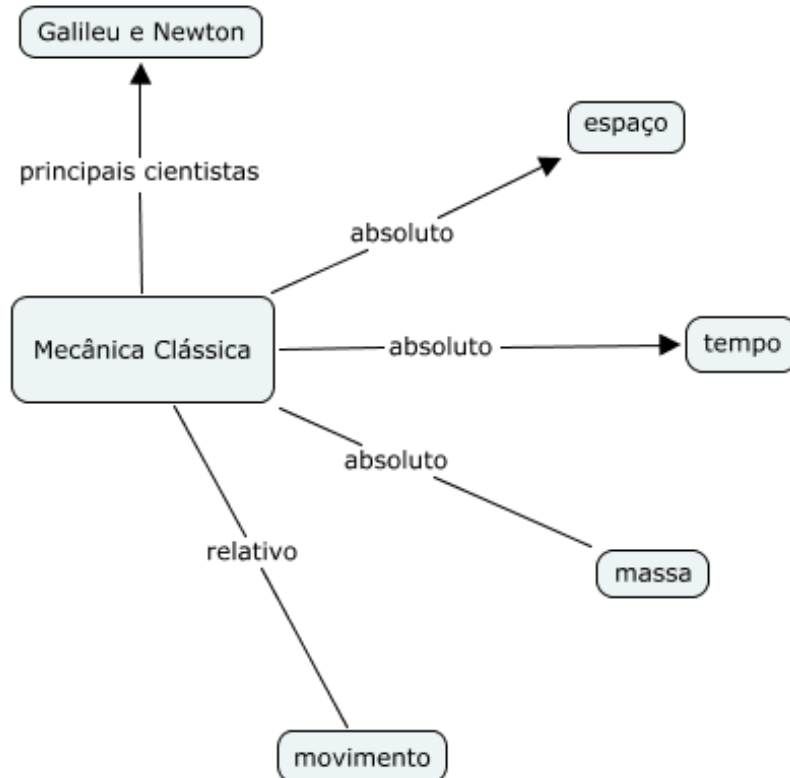 Galileu e Newton
espaço
principais cientistas
absoluto
Mecânica Clássica
absoluto
tempo
absoluto
relativo
massa
movimento